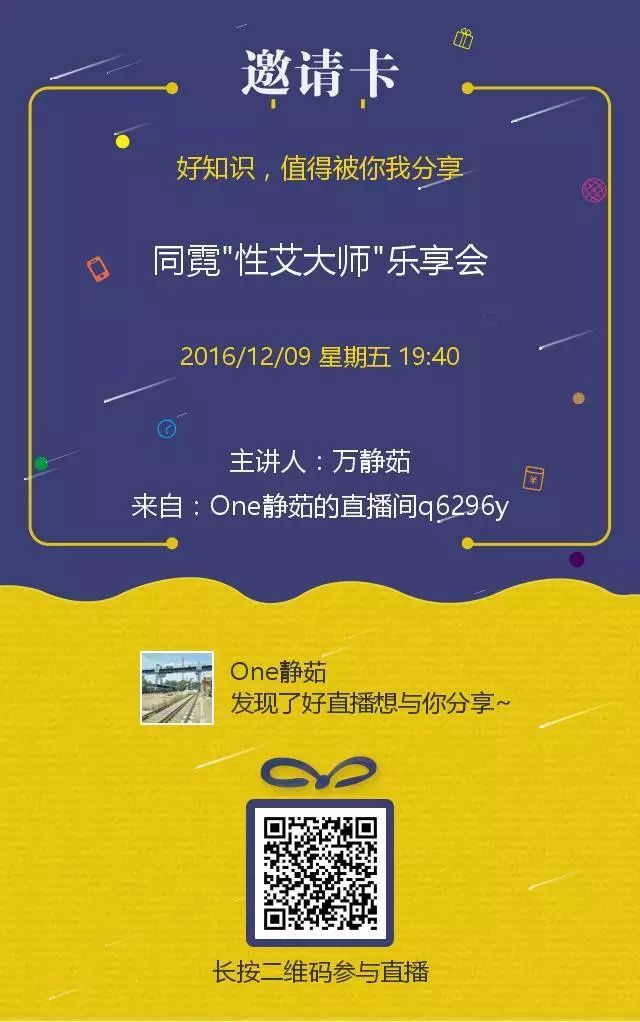 邀请卡
好知识，值得被你我分享
同霓"性艾大师"乐享会
2016/12/09 星期五 19:40
主讲人：万静茹
来自：One静茹的直播间q6296y
One静茹
发现了好直播想与你分享~
长按二维码参与直播